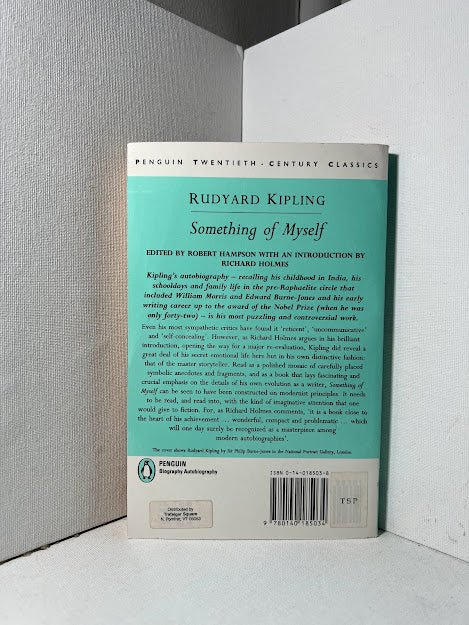 PENGUIN TWENTIETH-CENTURY CLASSICS
RUDYARD KIPLING
Something of Myself
EDITED BY ROBERT HAMPSON WITH AN INTRODUCTION BY
RICHARD HOLMES
Kipling's autobiography – recalling his childhood in India, his
schooldays and family life in the pre-Raphaelite circle that
included William Morris and Edward Burne-Jones and his early
writing career up to the award of the Nobel Prize (when he was
only forty-two) – is his most puzzling and controversial work.
Even his most sympathetic critics have found it 'reticent', 'uncommunicative'
and 'self-concealing'. However, as Richard Holmes argues in his brilliant
introduction, opening the way for a major re-evaluation, Kipling did reveal a
great deal of his secret emotional life here but in his own distinctive fashion:
that of the master storyteller. Read as a polished mosaic of carefully placed
symbolic anecdotes and fragments, and as a book that lays fascinating and
crucial emphasis on the details of his own evolution as a writer, Something of
Myself can be seen to have been constructed on modernist principles. It needs
to be read, and read into, with the kind of imaginative attention that one
would give to fiction. For, as Richard Holmes comments, 'it is a book close to
the heart of his achievement ... wonderful, compact and problematic ... which
will one day surely be recognized as a masterpiece among
modern autobiographies'.
The cover shows Rudyard Kipling by Sir Philip Burne-Jones in the National Portrait Gallery, London
PENGUIN
Biography/Autobiography
Distributed by
Trafalgar Square
N. Pomfret, VT 05053
ISBN 0-14-018503-8
TSP
9 780140 185034